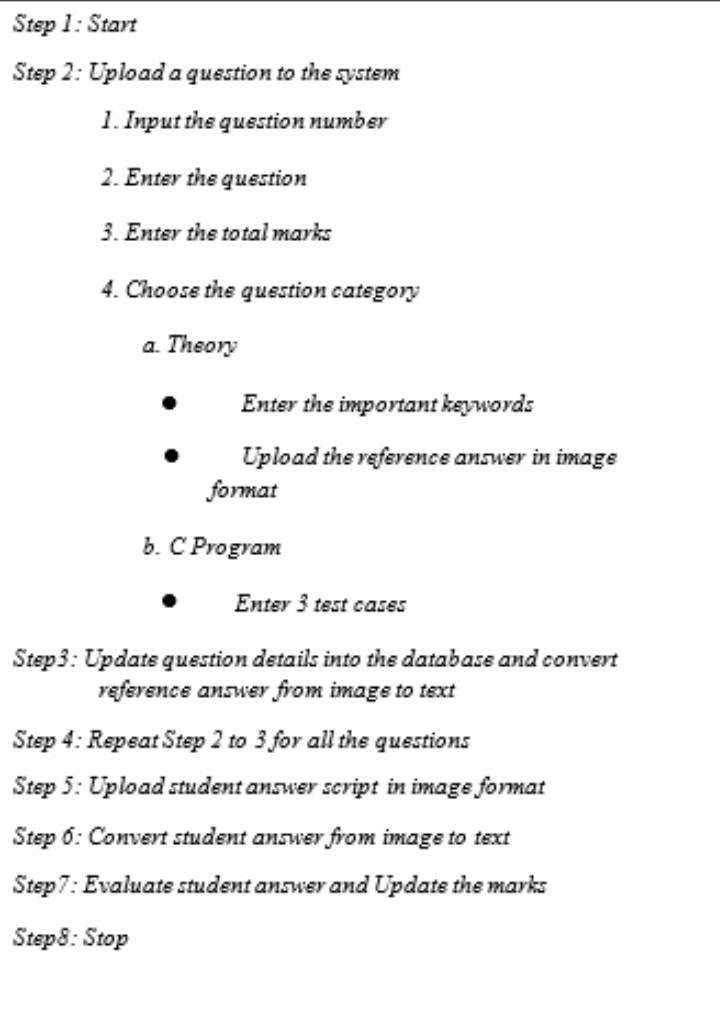 Step 1: Start
Step 2: Upload a question to the system
1. Input the question number
2. Enter the question
3. Enter the total marks
4. Choose the question category
a. Theory
● Enter the important keywords
● Upload the reference answer in image
format
b. C Program
● Enter 3 test cases
Step3: Update question details into the database and convert
reference answer from image to text
Step 4: Repeat Step 2 to 3 for all the questions
Step 5: Upload student answer script in image format
Step 6: Convert student answer from image to text
Step7: Evaluate student answer and Update the marks
Step8: Stop